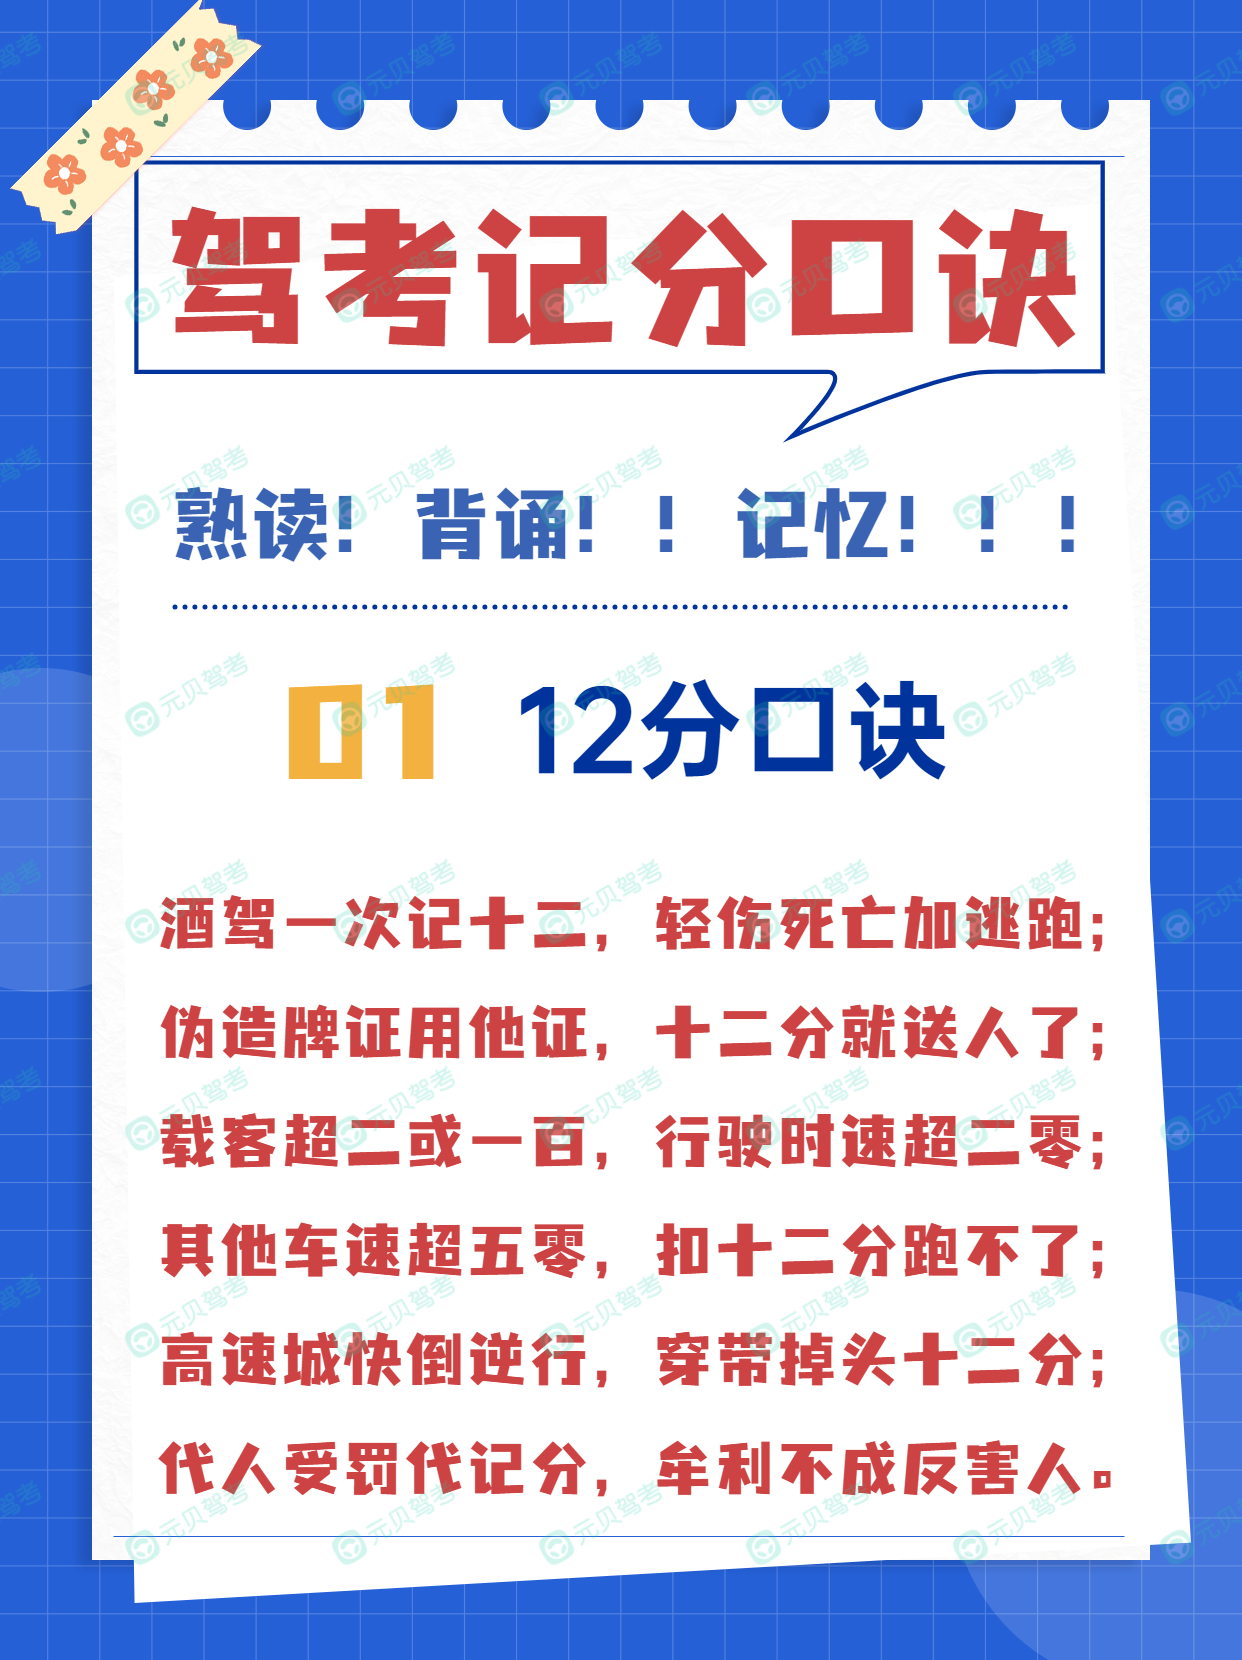 驾考记分口诀
熟读！背诵！！记忆！！！
01 12分口诀
酒驾一次记十二，轻伤死亡加逃跑；
伪造牌证用他证，十二分就送人了；
载客超二或一百，行驶时速超二零；
其他车速超五零，扣十二分跑不了；
高速城快倒逆行，穿带掉头十二分；
代人受罚代记分，牟利不成反害人。
元贝驾考